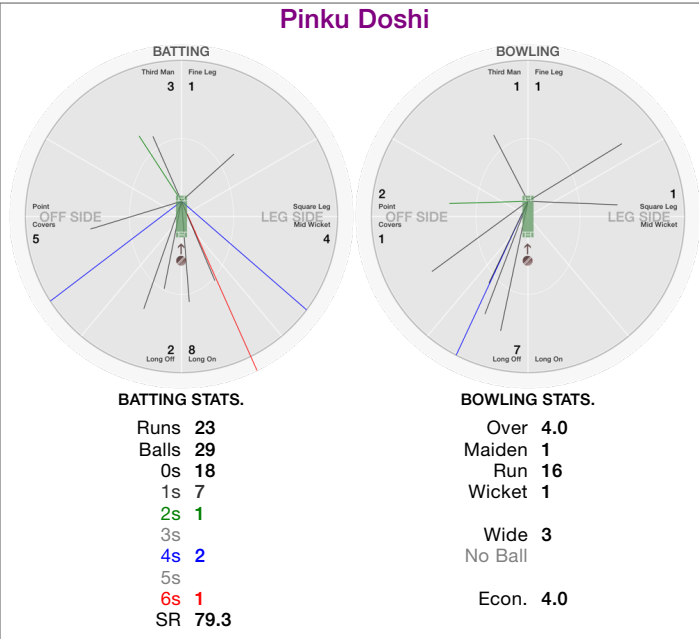 Pinku Doshi
BATTING
Third Man Fine Leg
3 1
Point
OFF SIDE
Covers
5
Square Leg
LEG SIDE
Mid Wicket
4
2 8
Long Off Long On
BATTING STATS.
Runs 23
Balls 29
0s 18
1s 7
2s 1
3s
4s 2
5s
6s 1
SR 79.3
BOWLING
Third Man Fine Leg
1 1
2
Point
OFF SIDE
Covers
1
1
Square Leg
LEG SIDE
Mid Wicket
7
Long Off Long On
BOWLING STATS.
Over 4.0
Maiden 1
Run 16
Wicket 1
Wide 3
No Ball
Econ. 4.0